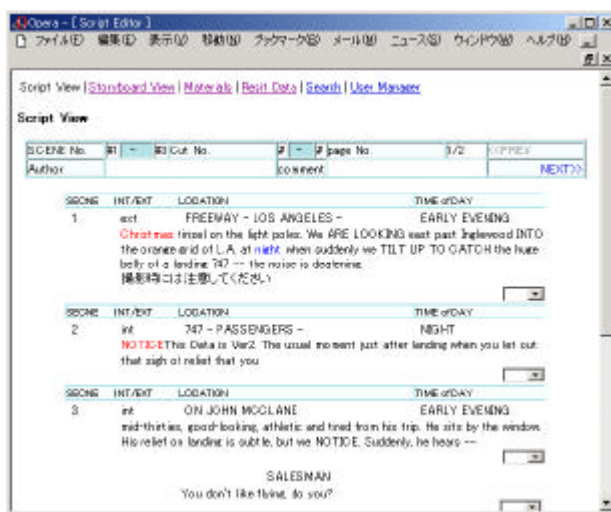 Opera - [ Script Editor ]
ファイル(F) 編集(E) 表示(V) 移動(N) ブックマーク(B) メール(M) ニュース(S) ウィンドウ(W) ヘルプ(H)
Script View | Storyboard View | Materials | Resit Data | Search | User Manager
Script View
SCENE No. #1 - #3 Cut No. # - # page No. 1/2 <<PREV
Author comment NEXT>>
SECNE INT/EXT LOCATION TIME of DAY
1 ext FREEWAY - LOS ANGELES - EARLY EVENING
Christmas tinsel on the light poles. We ARE LOOKING east past Inglewood INTO
the orange grid of L.A. at night when suddenly we TILT UP TO CATCH the huge
belly of a landing 747 -- the noise is deafening.
撮影時には注意してください
SECNE INT/EXT LOCATION TIME of DAY
2 int 747 - PASSENGERS - NIGHT
NOTICE This Data is Ver2. The usual moment just after landing when you let out
that sigh of relief that you
SECNE INT/EXT LOCATION TIME of DAY
3 int ON JOHN MCCLANE EARLY EVENING
mid-thirties, good-looking, athletic and tired from his trip. He sits by the window.
His relief on landing is subtle, but we NOTICE. Suddenly, he hears --
SALESMAN
You don't like flying, do you?